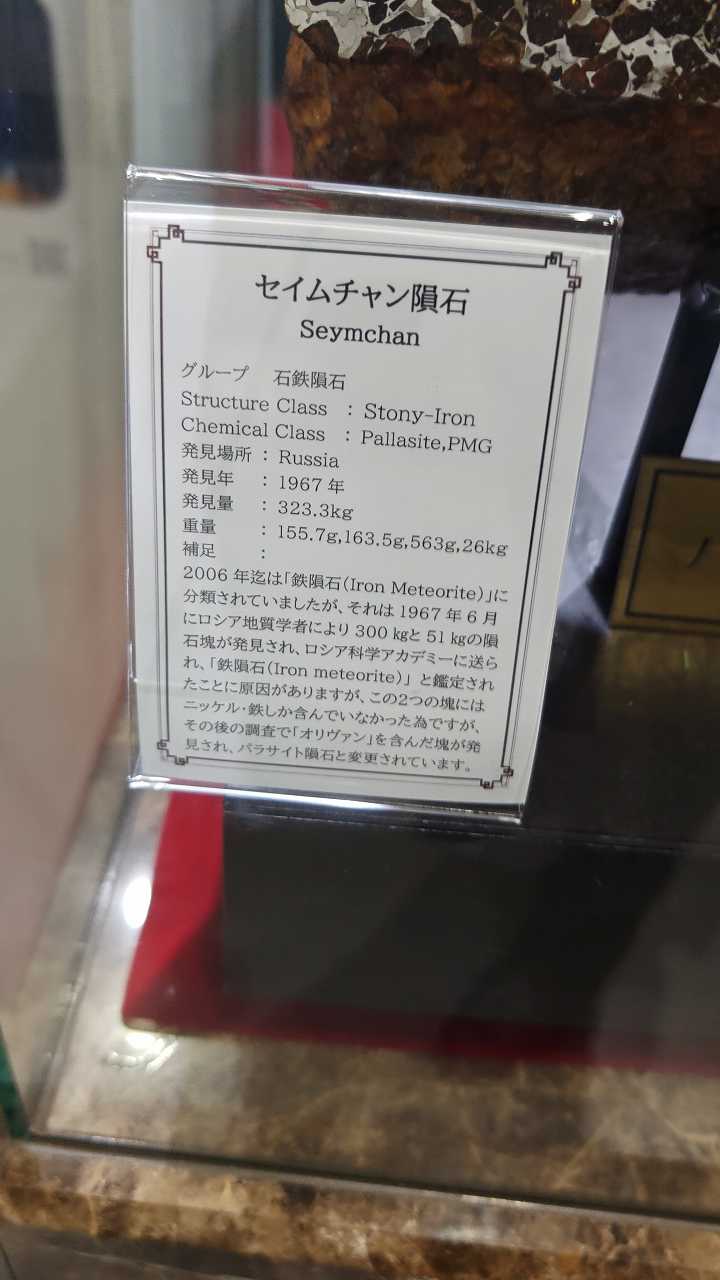 セイムチャン隕石
Seymchan
グループ 石鉄隕石
Structure Class : Stony-Iron
Chemical Class : Pallasite,PMG
発見場所 : Russia
発見年 : 1967 年
発見量 : 323.3kg
重量 : 155.7g,163.5g,563g,26kg
補足 :
2006 年迄は「鉄隕石(Iron Meteorite)」に
分類されていましたが、それは 1967 年 6 月
にロシア地質学者により 300 ㎏と 51 ㎏の隕
石塊が発見され、ロシア科学アカデミーに送ら
れ、「鉄隕石(Iron meteorite)」 と鑑定され
たことに原因がありますが、この2つの塊には
ニッケル・鉄しか含んでいなかった為ですが、
その後の調査で「オリヴァン」を含んだ塊が発
見され、パラサイト隕石と変更されています。